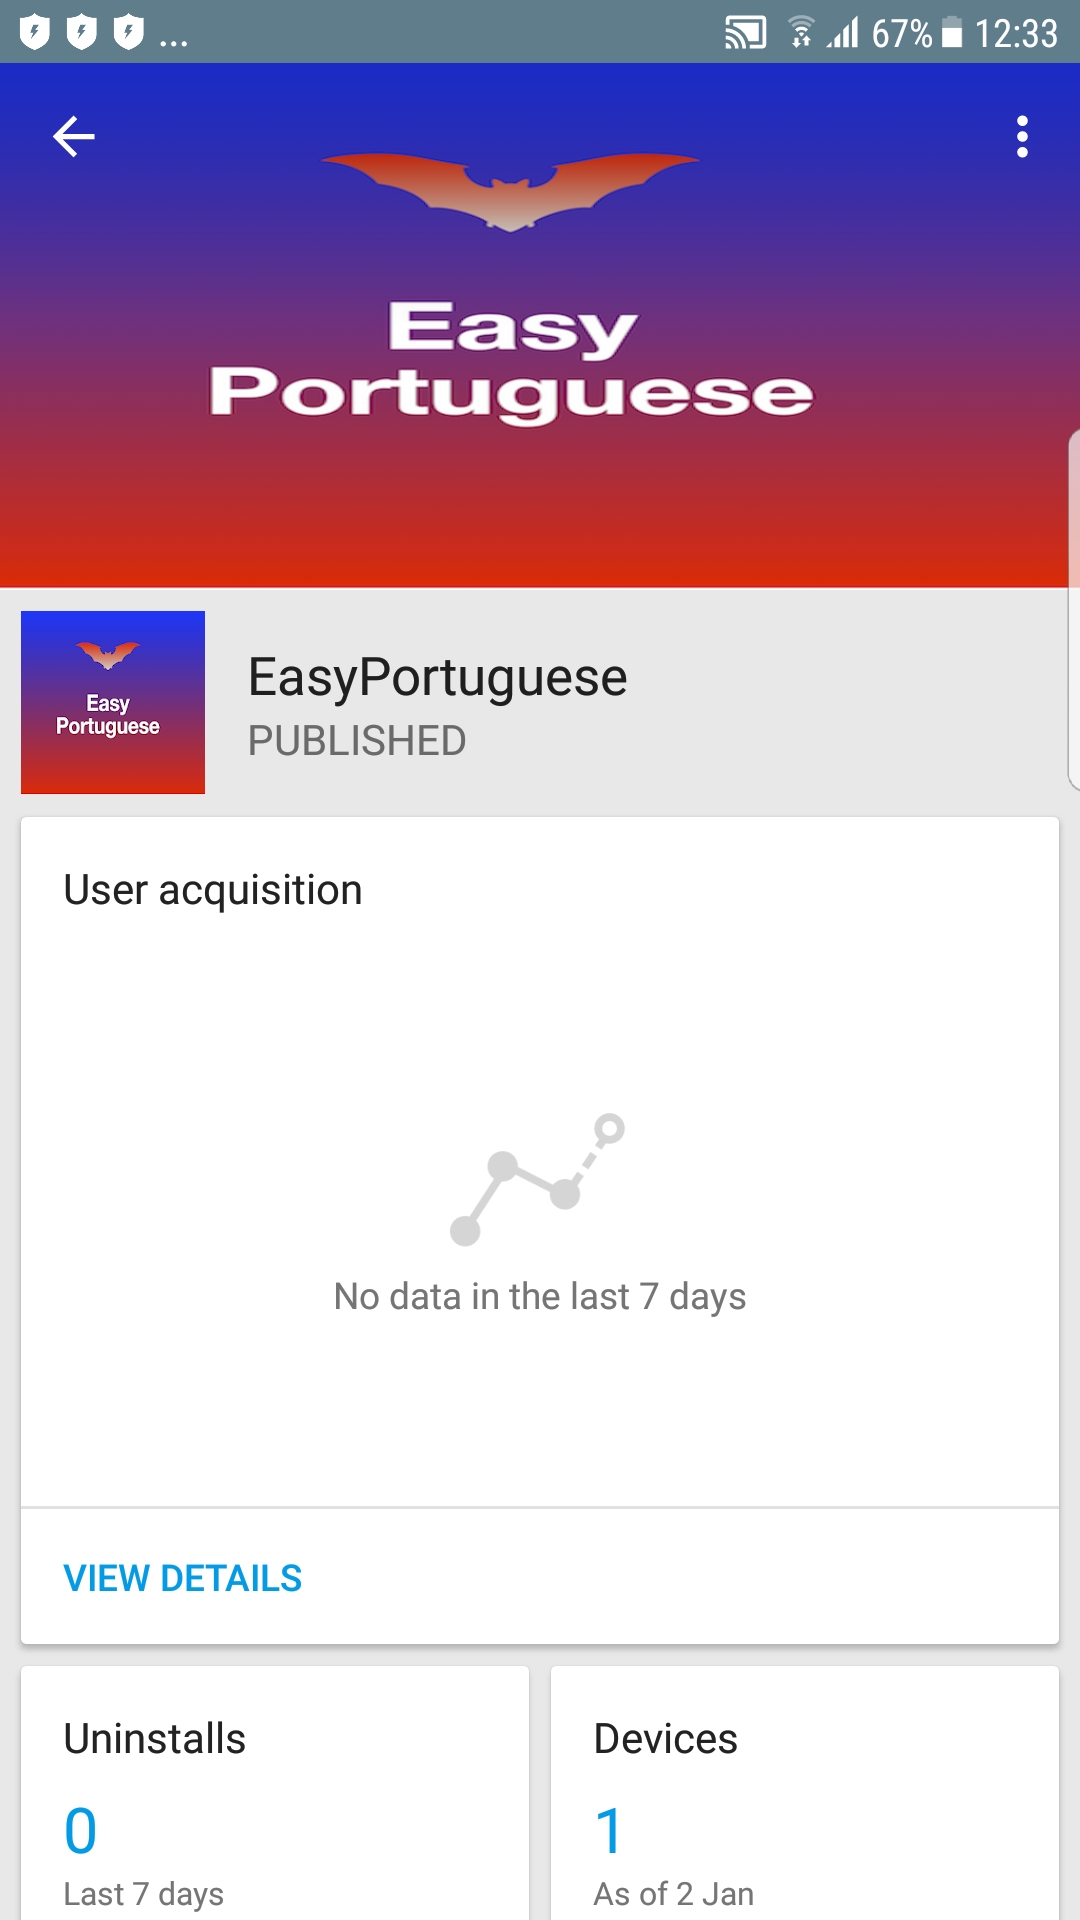 ... 67% 12:33
Easy
Portuguese
Easy
Portuguese
EasyPortuguese
PUBLISHED
User acquisition
No data in the last 7 days
VIEW DETAILS
Uninstalls
0
Last 7 days
Devices
1
As of 2 Jan